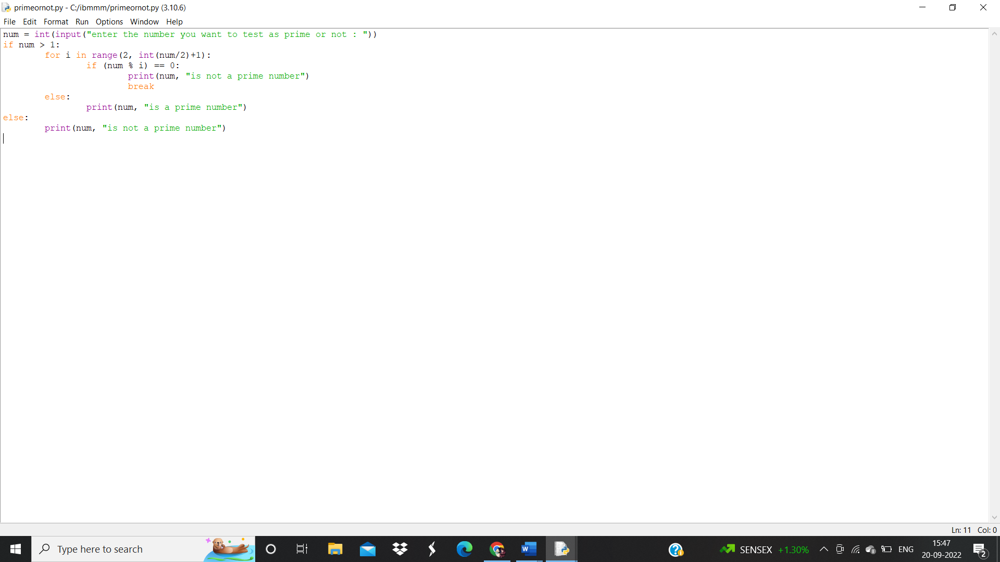 primeornot.py - C:/ibmmm/primeornot.py (3.10.6)
File Edit Format Run Options Window Help
num = int(input("enter the number you want to test as prime or not : "))
if num > 1:
        for i in range(2, int(num/2)+1):
                if (num % i) == 0:
                        print(num, "is not a prime number")
                        break
        else:
                print(num, "is a prime number")
else:
        print(num, "is not a prime number")
Ln: 11 Col: 0
Type here to search
W
SENSEX +1.30%
ENG
15:47
20-09-2022
2